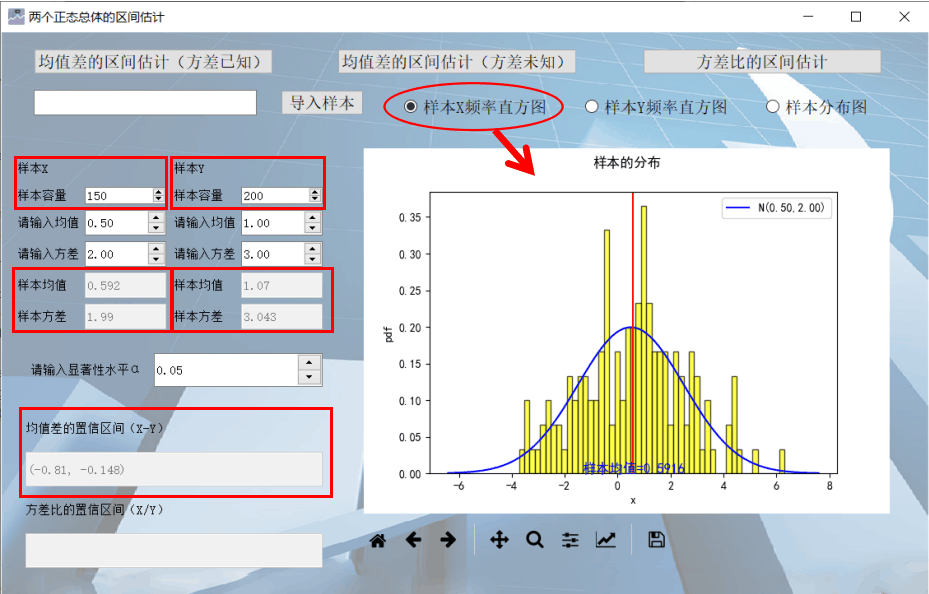 两个正态总体的区间估计
均值差的区间估计（方差已知）
均值差的区间估计（方差未知）
方差比的区间估计
导入样本
样本X频率直方图
样本Y频率直方图
样本分布图
样本X
样本Y
样本容量 150
样本容量 200
请输入均值 0.50
请输入均值 1.00
请输入方差 2.00
请输入方差 3.00
样本均值 0.592
样本均值 1.07
样本方差 1.99
样本方差 3.043
请输入显著性水平α 0.05
均值差的置信区间（X-Y）
(-0.81, -0.148)
方差比的置信区间（X/Y）
样本的分布
N(0.50,2.00)
0.35
0.30
0.25
0.20
0.15
0.10
0.05
0.00
pdf
样本均值=0.5916
-6 -4 -2 0 2 4 6 8
x